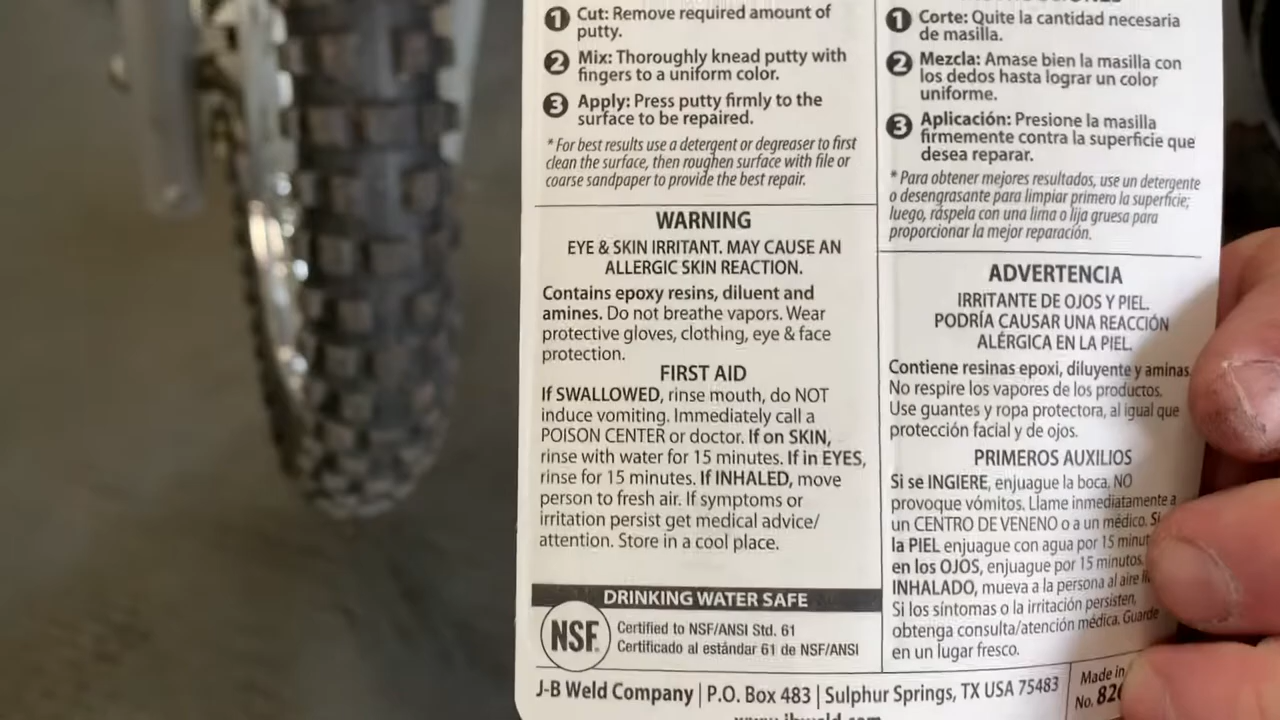 1 Cut: Remove required amount of
putty.
2 Mix: Thoroughly knead putty with
fingers to a uniform color.
3 Apply: Press putty firmly to the
surface to be repaired.
* For best results use a detergent or degreaser to first
clean the surface, then roughen surface with file or
coarse sandpaper to provide the best repair.
WARNING
EYE & SKIN IRRITANT. MAY CAUSE AN
ALLERGIC SKIN REACTION.
Contains epoxy resins, diluent and
amines. Do not breathe vapors. Wear
protective gloves, clothing, eye & face
protection.
FIRST AID
If SWALLOWED, rinse mouth, do NOT
induce vomiting. Immediately call a
POISON CENTER or doctor. If on SKIN,
rinse with water for 15 minutes. If in EYES,
rinse for 15 minutes. If INHALED, move
person to fresh air. If symptoms or
irritation persist get medical advice/
attention. Store in a cool place.
DRINKING WATER SAFE
NSF.
Certified to NSF/ANSI Std. 61
Certificado al estándar 61 de NSF/ANSI
1 Corte: Quite la cantidad necesaria
de masilla.
2 Mezcla: Amase bien la masilla con
los dedos hasta lograr un color
uniforme.
3 Aplicación: Presione la masilla
firmemente contra la superficie que
desea reparar.
* Para obtener mejores resultados, use un detergente
o desengrasante para limpiar primero la superficie;
luego, ráspela con una lima o lija gruesa para
proporcionar la mejor reparación.
ADVERTENCIA
IRRITANTE DE OJOS Y PIEL.
PODRÍA CAUSAR UNA REACCIÓN
ALÉRGICA EN LA PIEL.
Contiene resinas epoxi, diluyente y aminas.
No respire los vapores de los productos.
Use guantes y ropa protectora, al igual que
protección facial y de ojos.
PRIMEROS AUXILIOS
Si se INGIERE, enjuague la boca, NO
provoque vómitos. Llame inmediatamente a
un CENTRO DE VENENO o a un médico. Si
la PIEL enjuague con agua por 15 minut
en los OJOS, enjuague por 15 minutos.
INHALADO, mueva a la persona al aire
Si los síntomas o la irritación persisten,
obtenga consulta/atención médica. Guarde
en un lugar fresco.
J-B Weld Company | P.O. Box 483 | Sulphur Springs, TX USA 75483
www.jbweld.com
Made in
No. 826